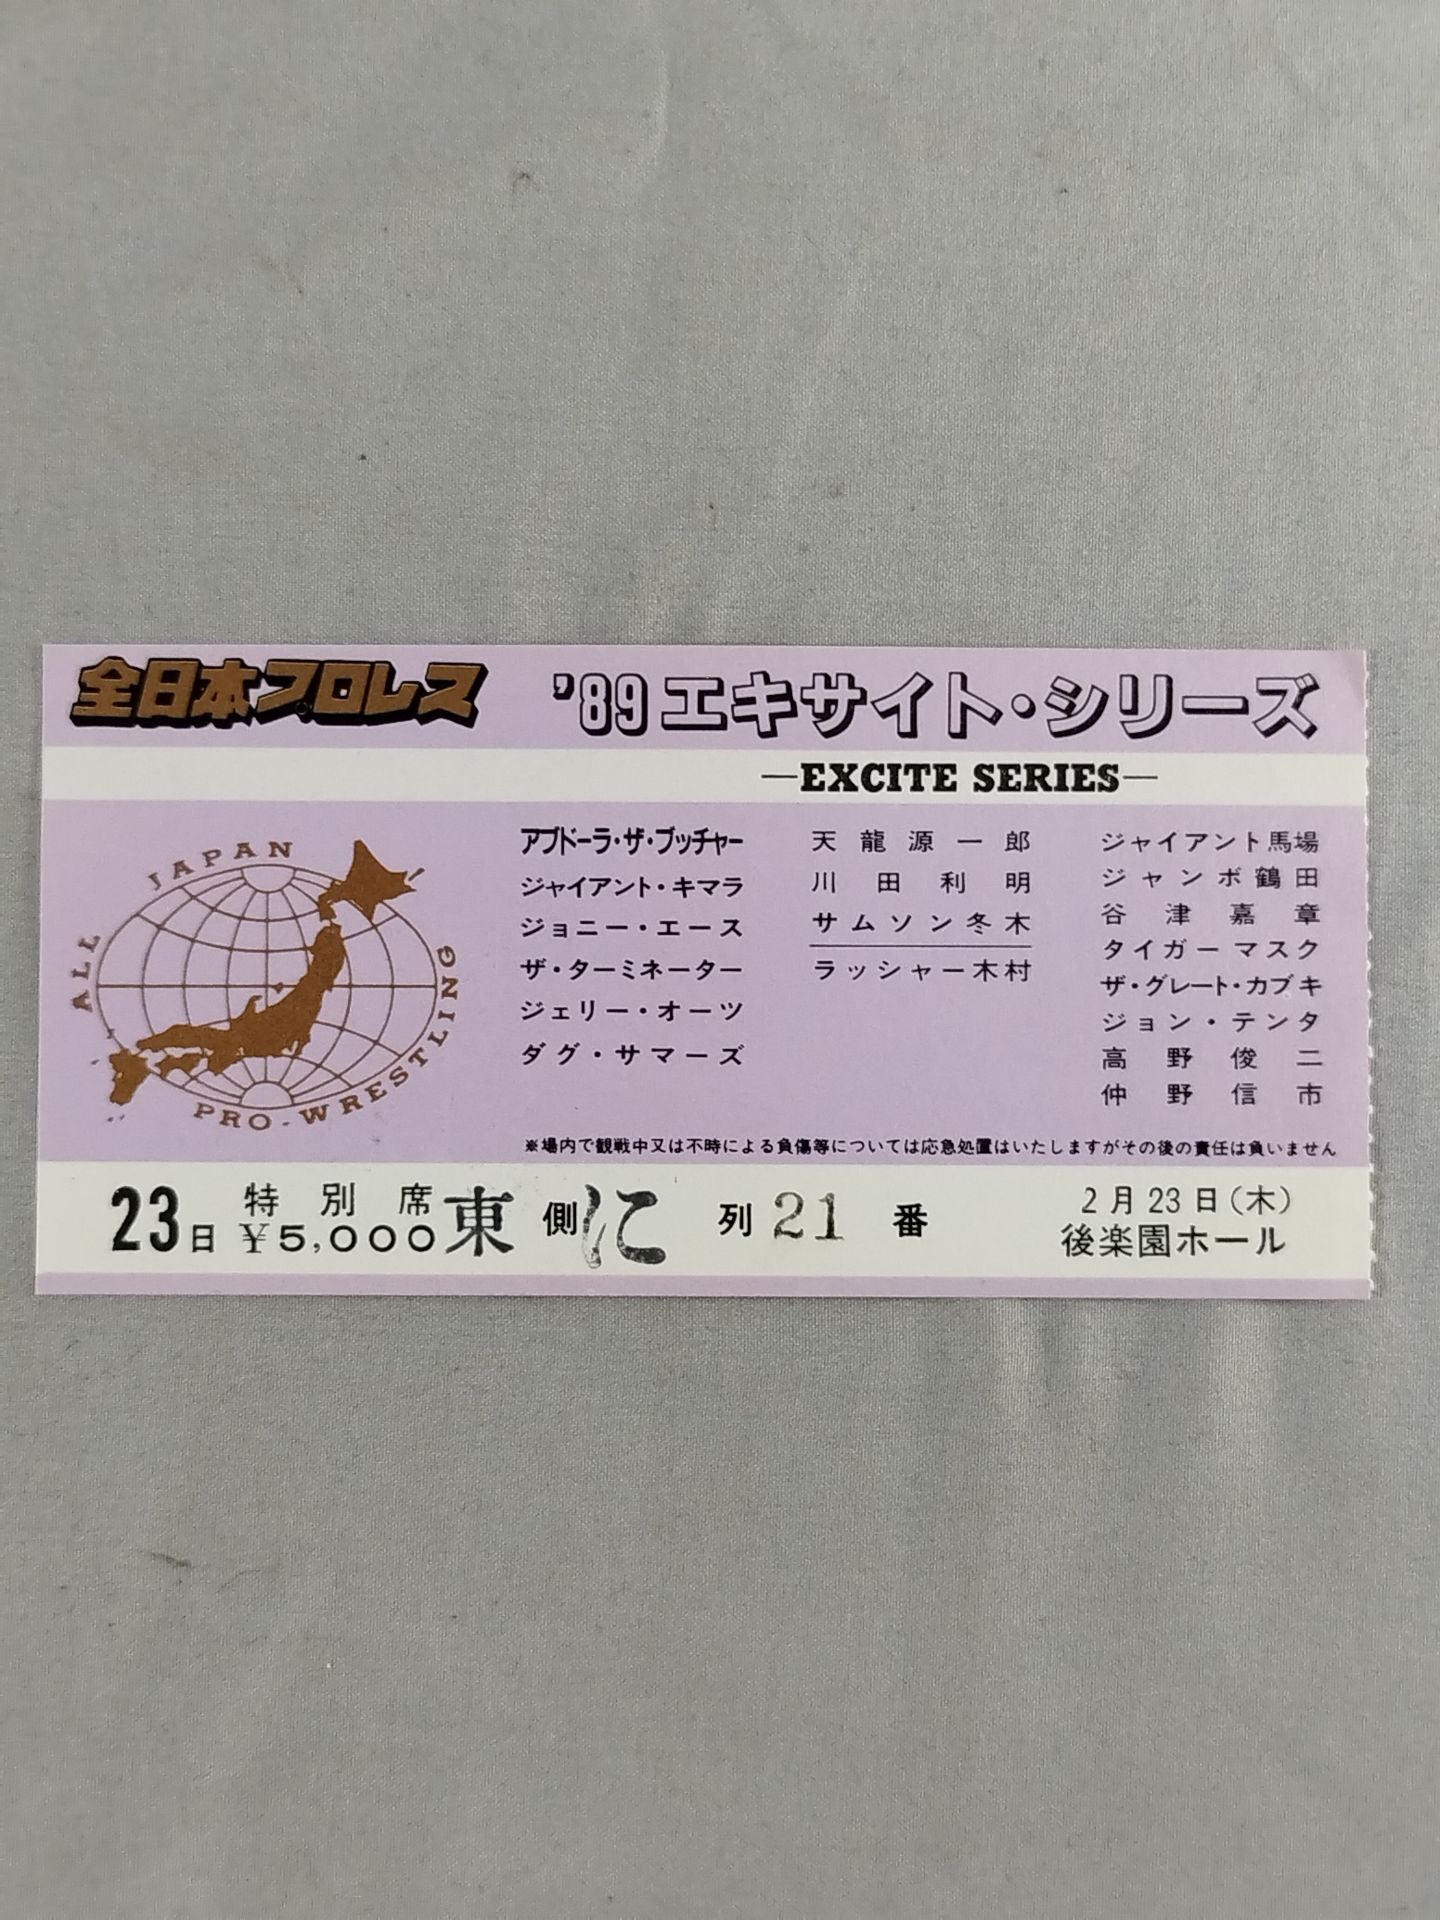 全日本プロレス
'89エキサイト・シリーズ
—EXCITE SERIES—
ALL JAPAN PRO-WRESTLING
アブドーラ・ザ・ブッチャー
ジャイアント・キマラ
ジョニー・エース
ザ・ターミネーター
ジェリー・オーツ
ダグ・サマーズ
天龍源一郎
川田利明
サムソン冬木
ラッシャー木村
ジャイアント馬場
ジャンボ鶴田
谷津嘉章
タイガーマスク
ザ・グレート・カブキ
ジョン・テンタ
高野俊二
仲野信市
※場内で観戦中又は不時による負傷等については応急処置はいたしますがその後の責任は負いません
23日 特別席 ¥5,000 東側 に 列 21 番
2月23日(木)
後楽園ホール